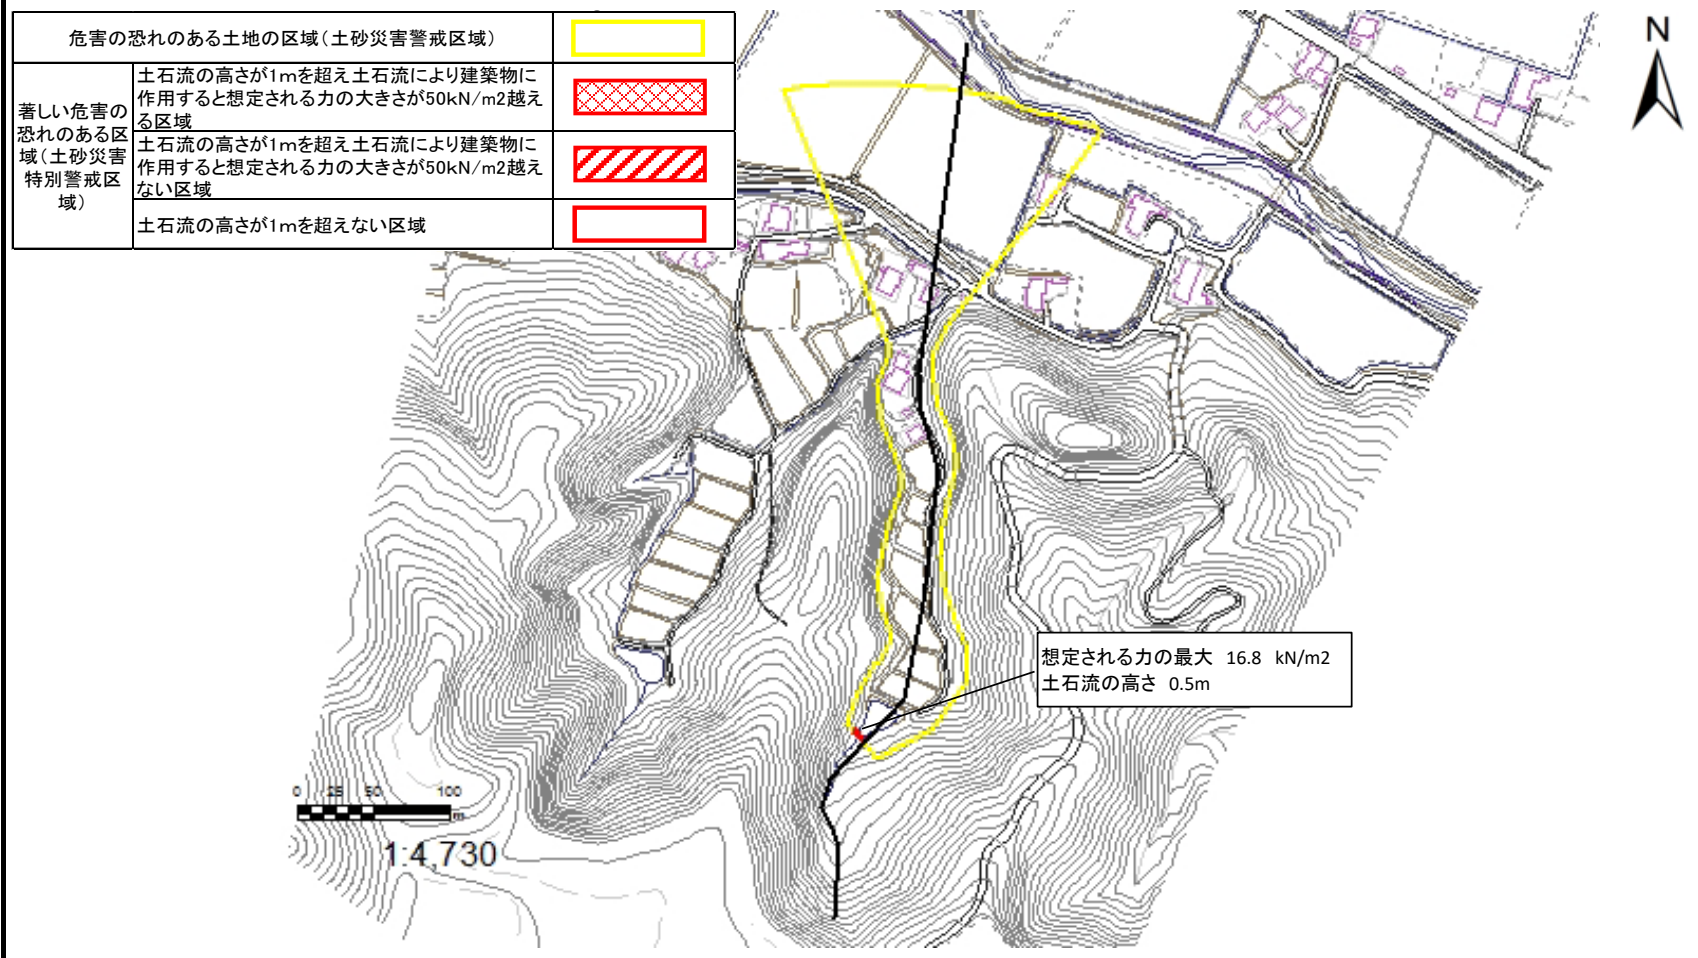 危害の恐れのある土地の区域(土砂災害警戒区域)
著しい危害の
恐れのある区
域(土砂災害
特別警戒区
域)
土石流の高さが1mを超え土石流により建築物に
作用すると想定される力の大きさが50kN/m2越え
る区域
土石流の高さが1mを超え土石流により建築物に
作用すると想定される力の大きさが50kN/m2越え
ない区域
土石流の高さが1mを超えない区域
N
想定される力の最大 16.8 kN/m2
土石流の高さ 0.5m
0 25 50 100
m
1:4,730